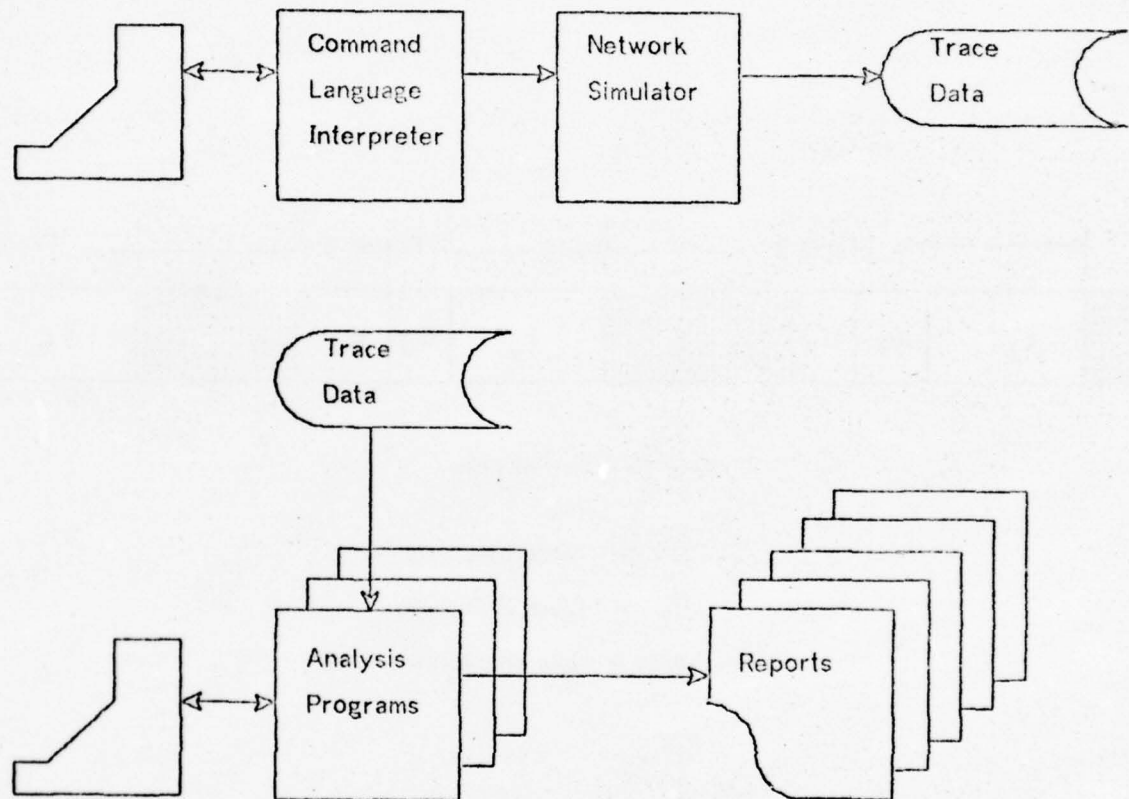 Command
Language
Interpreter
Network
Simulator
Trace
Data
Trace
Data
Analysis
Programs
Reports